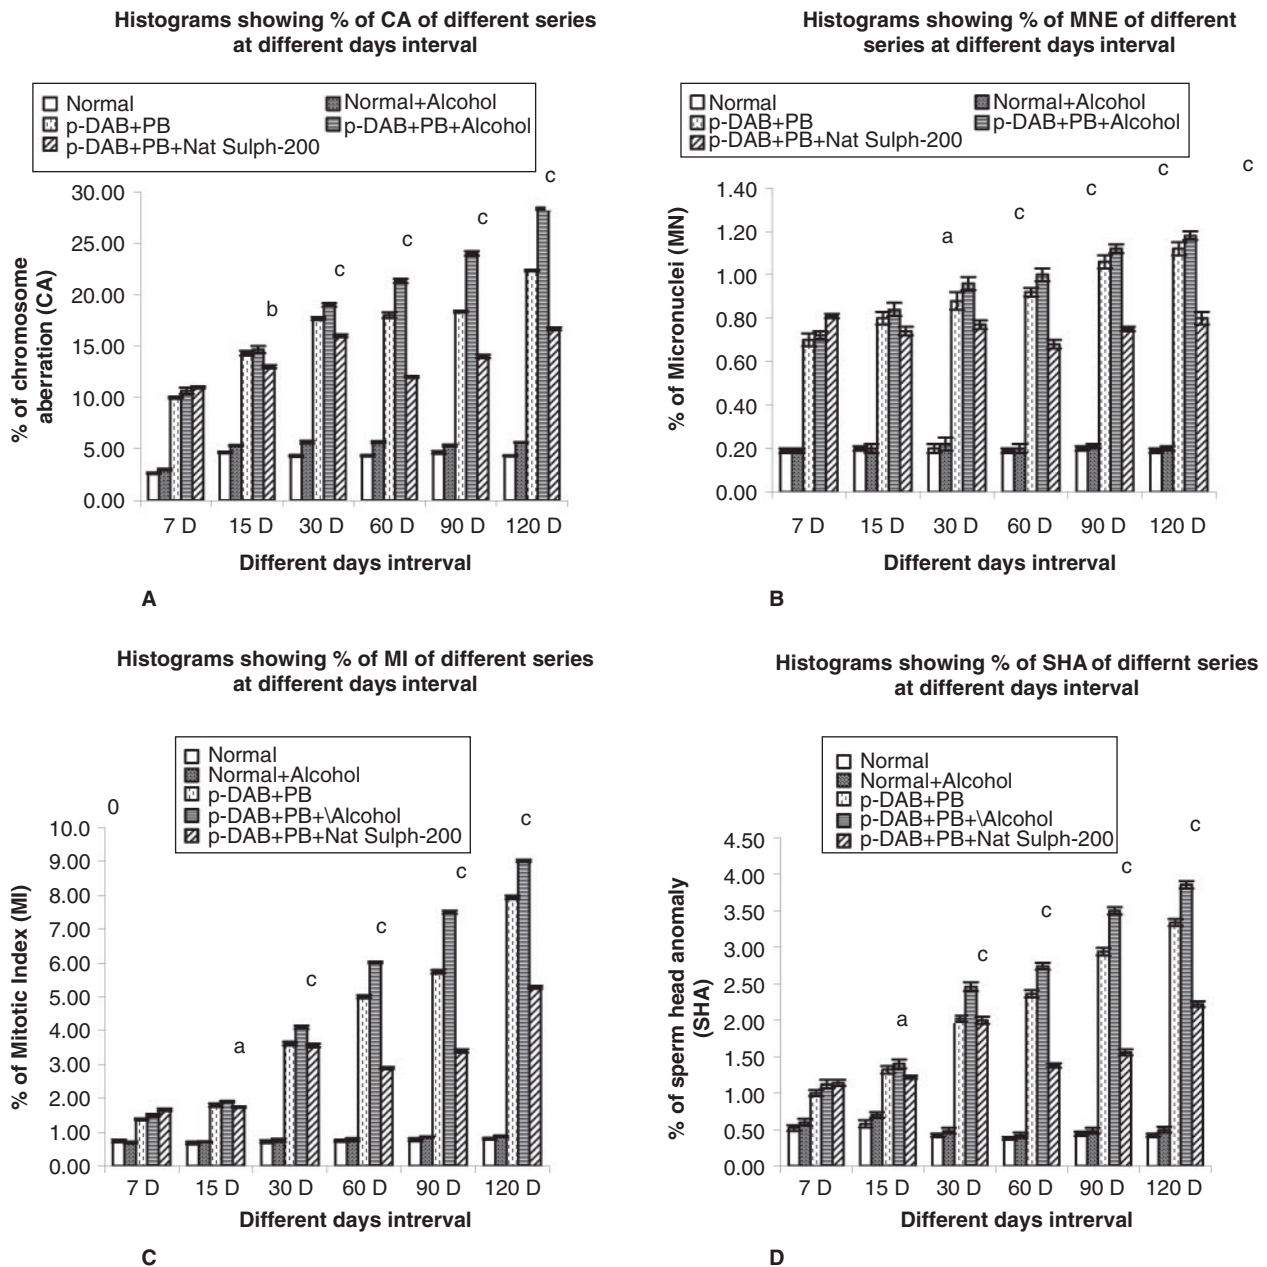 Histograms showing % of CA of different series
at different days interval
Normal
Normal+Alcohol
p-DAB+PB
p-DAB+PB+Alcohol
p-DAB+PB+Nat Sulph-200
% of chromosome
aberration (CA)
30.00
25.00
20.00
15.00
10.00
5.00
0.00
b
c
c
c
c
7 D
15 D
30 D
60 D
90 D
120 D
Different days intrerval
A
Histograms showing % of MNE of different
series at different days interval
Normal
Normal+Alcohol
p-DAB+PB
p-DAB+PB+Alcohol
p-DAB+PB+Nat Sulph-200
% of Micronuclei (MN)
1.40
1.20
1.00
0.80
0.60
0.40
0.20
0.00
a
c
c
c
c
7 D
15 D
30 D
60 D
90 D
120 D
Different days intrerval
B
Histograms showing % of MI of different series
at different days interval
Normal
Normal+Alcohol
p-DAB+PB
p-DAB+PB+\Alcohol
p-DAB+PB+Nat Sulph-200
% of Mitotic Index (MI)
0
10.0
9.00
8.00
7.00
6.00
5.00
4.00
3.00
2.00
1.00
0.00
a
c
c
c
c
7 D
15 D
30 D
60 D
90 D
120 D
Different days intrerval
C
Histograms showing % of SHA of differnt series
at different days interval
Normal
Normal+Alcohol
p-DAB+PB
p-DAB+PB+\Alcohol
p-DAB+PB+Nat Sulph-200
% of sperm head anomaly
(SHA)
4.50
4.00
3.50
3.00
2.50
2.00
1.50
1.00
0.50
0.00
a
c
c
c
c
7 D
15 D
30 D
60 D
90 D
120 D
Different days intrerval
D